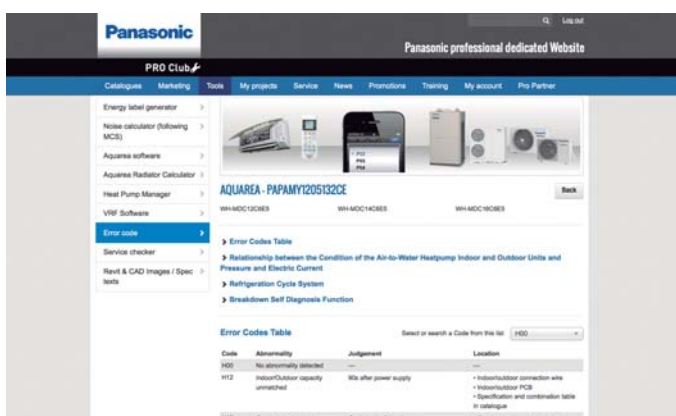 Panasonic
Log out
Panasonic professional dedicated Website
PRO Club
Catalogues Marketing Tools My projects Service News Promotions Training My account Pro Partner
Energy label generator
Noise calculator (following
MCS)
Aquarea software
Aquarea Radiator Calculator
Heat Pump Manager
VRF Software
Error code
Service checker
Revit & CAD Images / Spec
texts
AQUAREA - PAPAMY1205132CE
Back
WH-MDC12C6E5 WH-MDC14C6E5 WH-MDC16C6E5
Error Codes Table
Relationship between the Condition of the Air-to-Water Heatpump Indoor and Outdoor Units and
Pressure and Electric Current
Refrigeration Cycle System
Breakdown Self Diagnosis Function
Error Codes Table Select or search a Code from this list H00
Code Abnormality Judgement Location
H00 No abnormality detected — —
H12 Indoor/Outdoor capacity 90s after power supply • Indoor/outdoor connection wire
unmatched • Indoor/outdoor PCB
• Specification and combination table
in catalogue